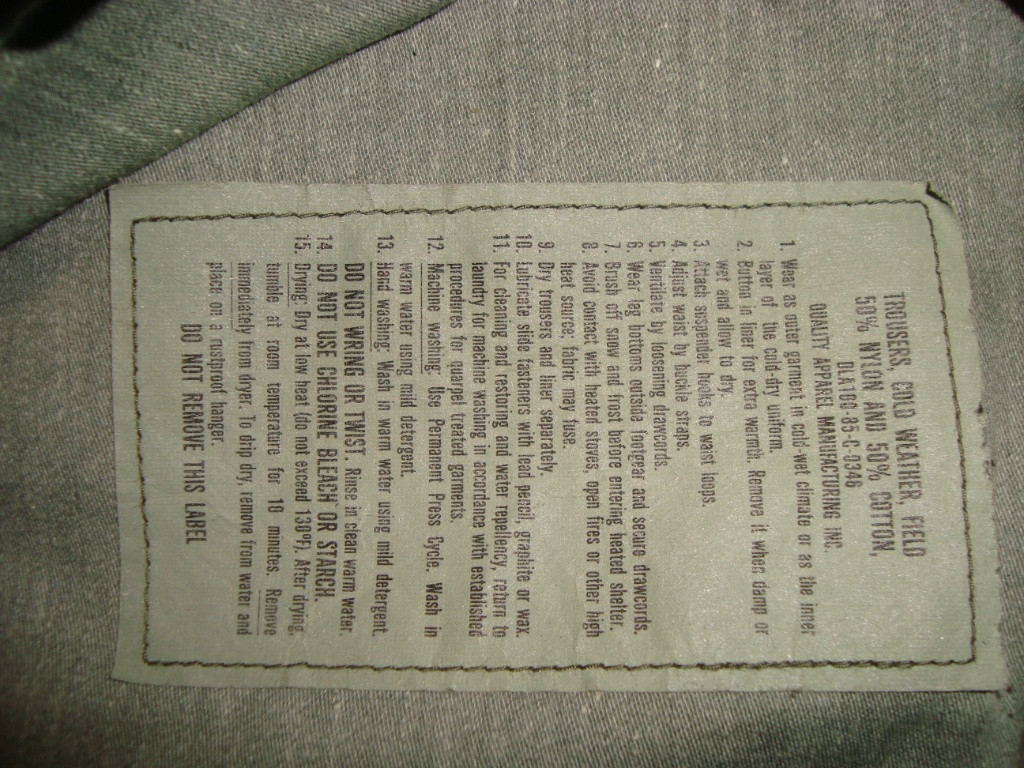 TROUSERS, COLD WEATHER, FIELD
50% NYLON AND 50% COTTON,
DLA100-85-C-0346
QUALITY APPAREL MANUFACTURING INC.
1. Wear as outer garment in cold-wet climate or as the inner
layer of the cold-dry uniform.
2. Button in liner for extra warmth. Remove it when damp or
wet and allow to dry.
3. Attach suspender hooks to waist loops.
4. Adjust waist by buckle straps.
5. Ventilate by loosening drawcords.
6. Wear leg bottoms outside footgear and secure drawcords.
7. Brush off snow and frost before entering heated shelter.
8. Avoid contact with heated stoves, open fires or other high
heat source; fabric may fuse.
9. Dry trousers and liner separately.
10. Lubricate slide fasteners with lead pencil, graphite or wax.
11. For cleaning and restoring and water repellency, return to
laundry for machine washing in accordance with established
procedures for quarpel treated garments.
12. Machine washing: Use Permanent Press Cycle. Wash in
warm water using mild detergent.
13. Hand washing: Wash in warm water using mild detergent.
DO NOT WRING OR TWIST. Rinse in clean warm water.
14. DO NOT USE CHLORINE BLEACH OR STARCH.
15. Drying: Dry at low heat (do not exceed 130°F). After drying,
tumble at room temperature for 10 minutes. Remove
immediately from dryer. To drip dry, remove from water and
place on a rustproof hanger.
DO NOT REMOVE THIS LABEL